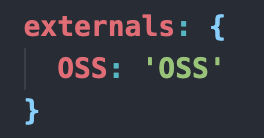 externals: {
  OSS: 'OSS'
}